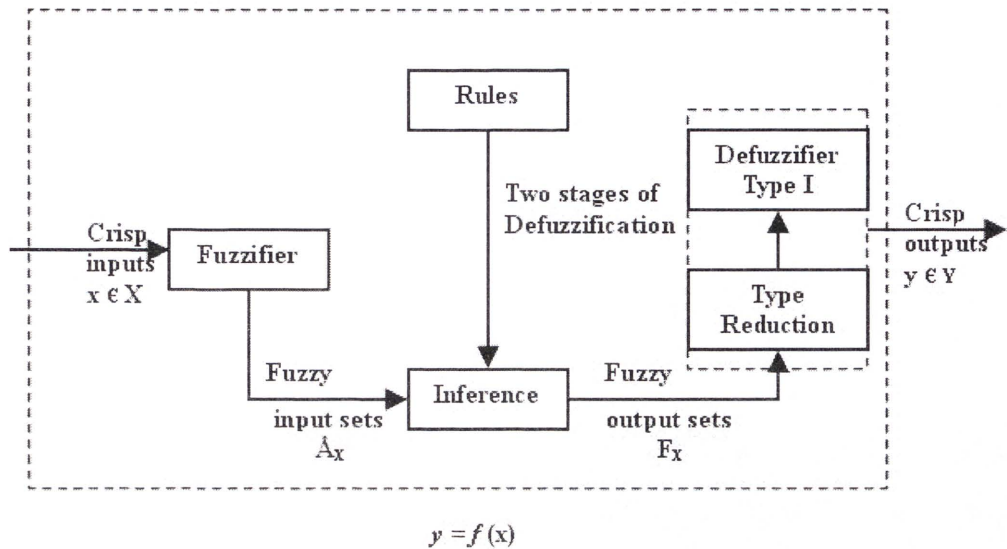 Rules
Two stages of
Defuzzification
Defuzzifier
Type I
Type
Reduction
Crisp
inputs
x ϵ X
Fuzzifier
Fuzzy
input sets
Ȧx
Inference
Fuzzy
output sets
Fx
Crisp
outputs
y ϵ Y
y = f (x)